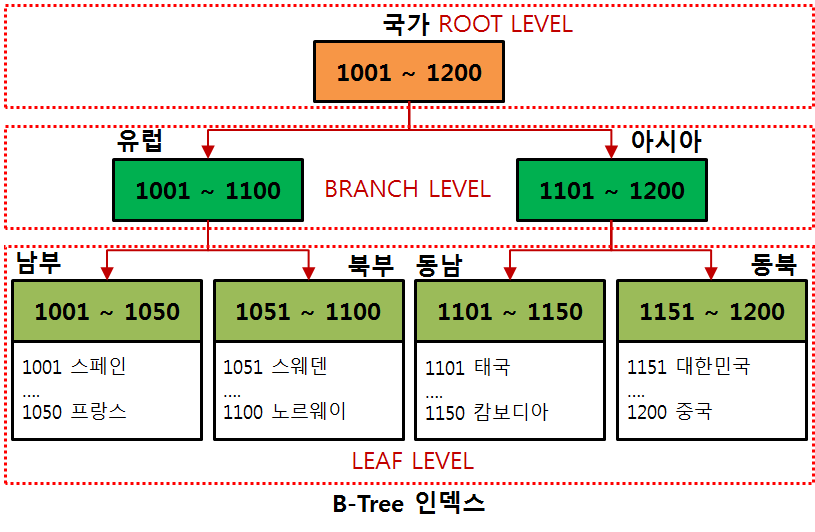 국가 ROOT LEVEL
1001 ~ 1200
유럽
아시아
1001 ~ 1100
BRANCH LEVEL
1101 ~ 1200
남부
북부
동남
동북
1001 ~ 1050
1051 ~ 1100
1101 ~ 1150
1151 ~ 1200
1001 스페인
....
1050 프랑스
1051 스웨덴
....
1100 노르웨이
1101 태국
....
1150 캄보디아
1151 대한민국
....
1200 중국
LEAF LEVEL
B-Tree 인덱스